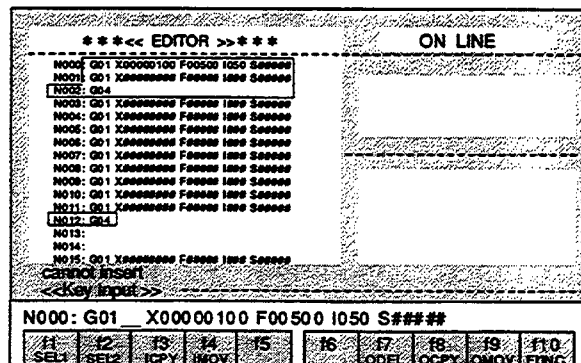 ***<< EDITOR >>***
ON LINE
N000: G01 X00000100 F00500 I050 S#####
N001: G01 X######## F##### I### S#####
N002: G04
N003: G01 X######## F##### I### S#####
N004: G01 X######## F##### I### S#####
N005: G01 X######## F##### I### S#####
N006: G01 X######## F##### I### S#####
N007: G01 X######## F##### I### S#####
N008: G01 X######## F##### I### S#####
N009: G01 X######## F##### I### S#####
N010: G01 X######## F##### I### S#####
N011: G01 X######## F##### I### S#####
N012: G04
N013:
N014:
N015: G01 X######## F##### I### S#####
cannot insert
<<Key Input>>
N000: G01__ X00000100 F00500 I050 S#####
f1 f2 f3 f4 f5 f6 f7 f8 f9 f10
SEL1 SEL2 ICPY IMOV ODEL OCPY OMOV FUNC